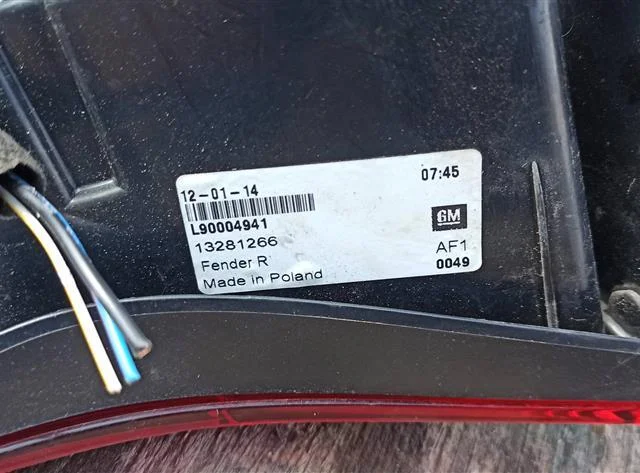 12-01-14 07:45
L90004941
GM
13281266
AF1
Fender R
0049
Made in Poland